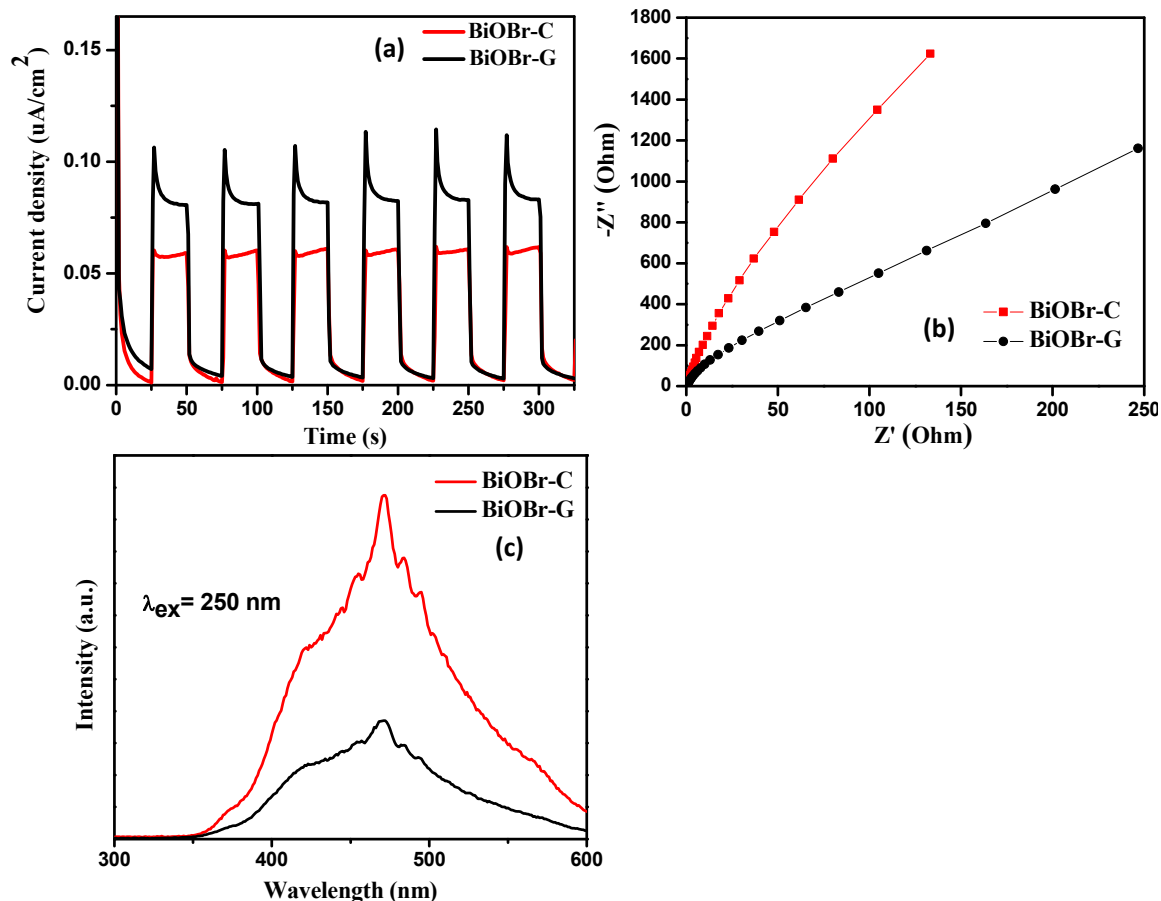 (a)
BiOBr-C
BiOBr-G
Current density (uA/cm²)
0.15
0.10
0.05
0.00
0 50 100 150 200 250 300
Time (s)
1800
1600
1400
1200
1000
800
600
400
200
0
-Z'' (Ohm)
BiOBr-C
BiOBr-G
(b)
0 50 100 150 200 250
Z' (Ohm)
BiOBr-C
BiOBr-G
(c)
λex= 250 nm
Intensity (a.u.)
300 400 500 600
Wavelength (nm)